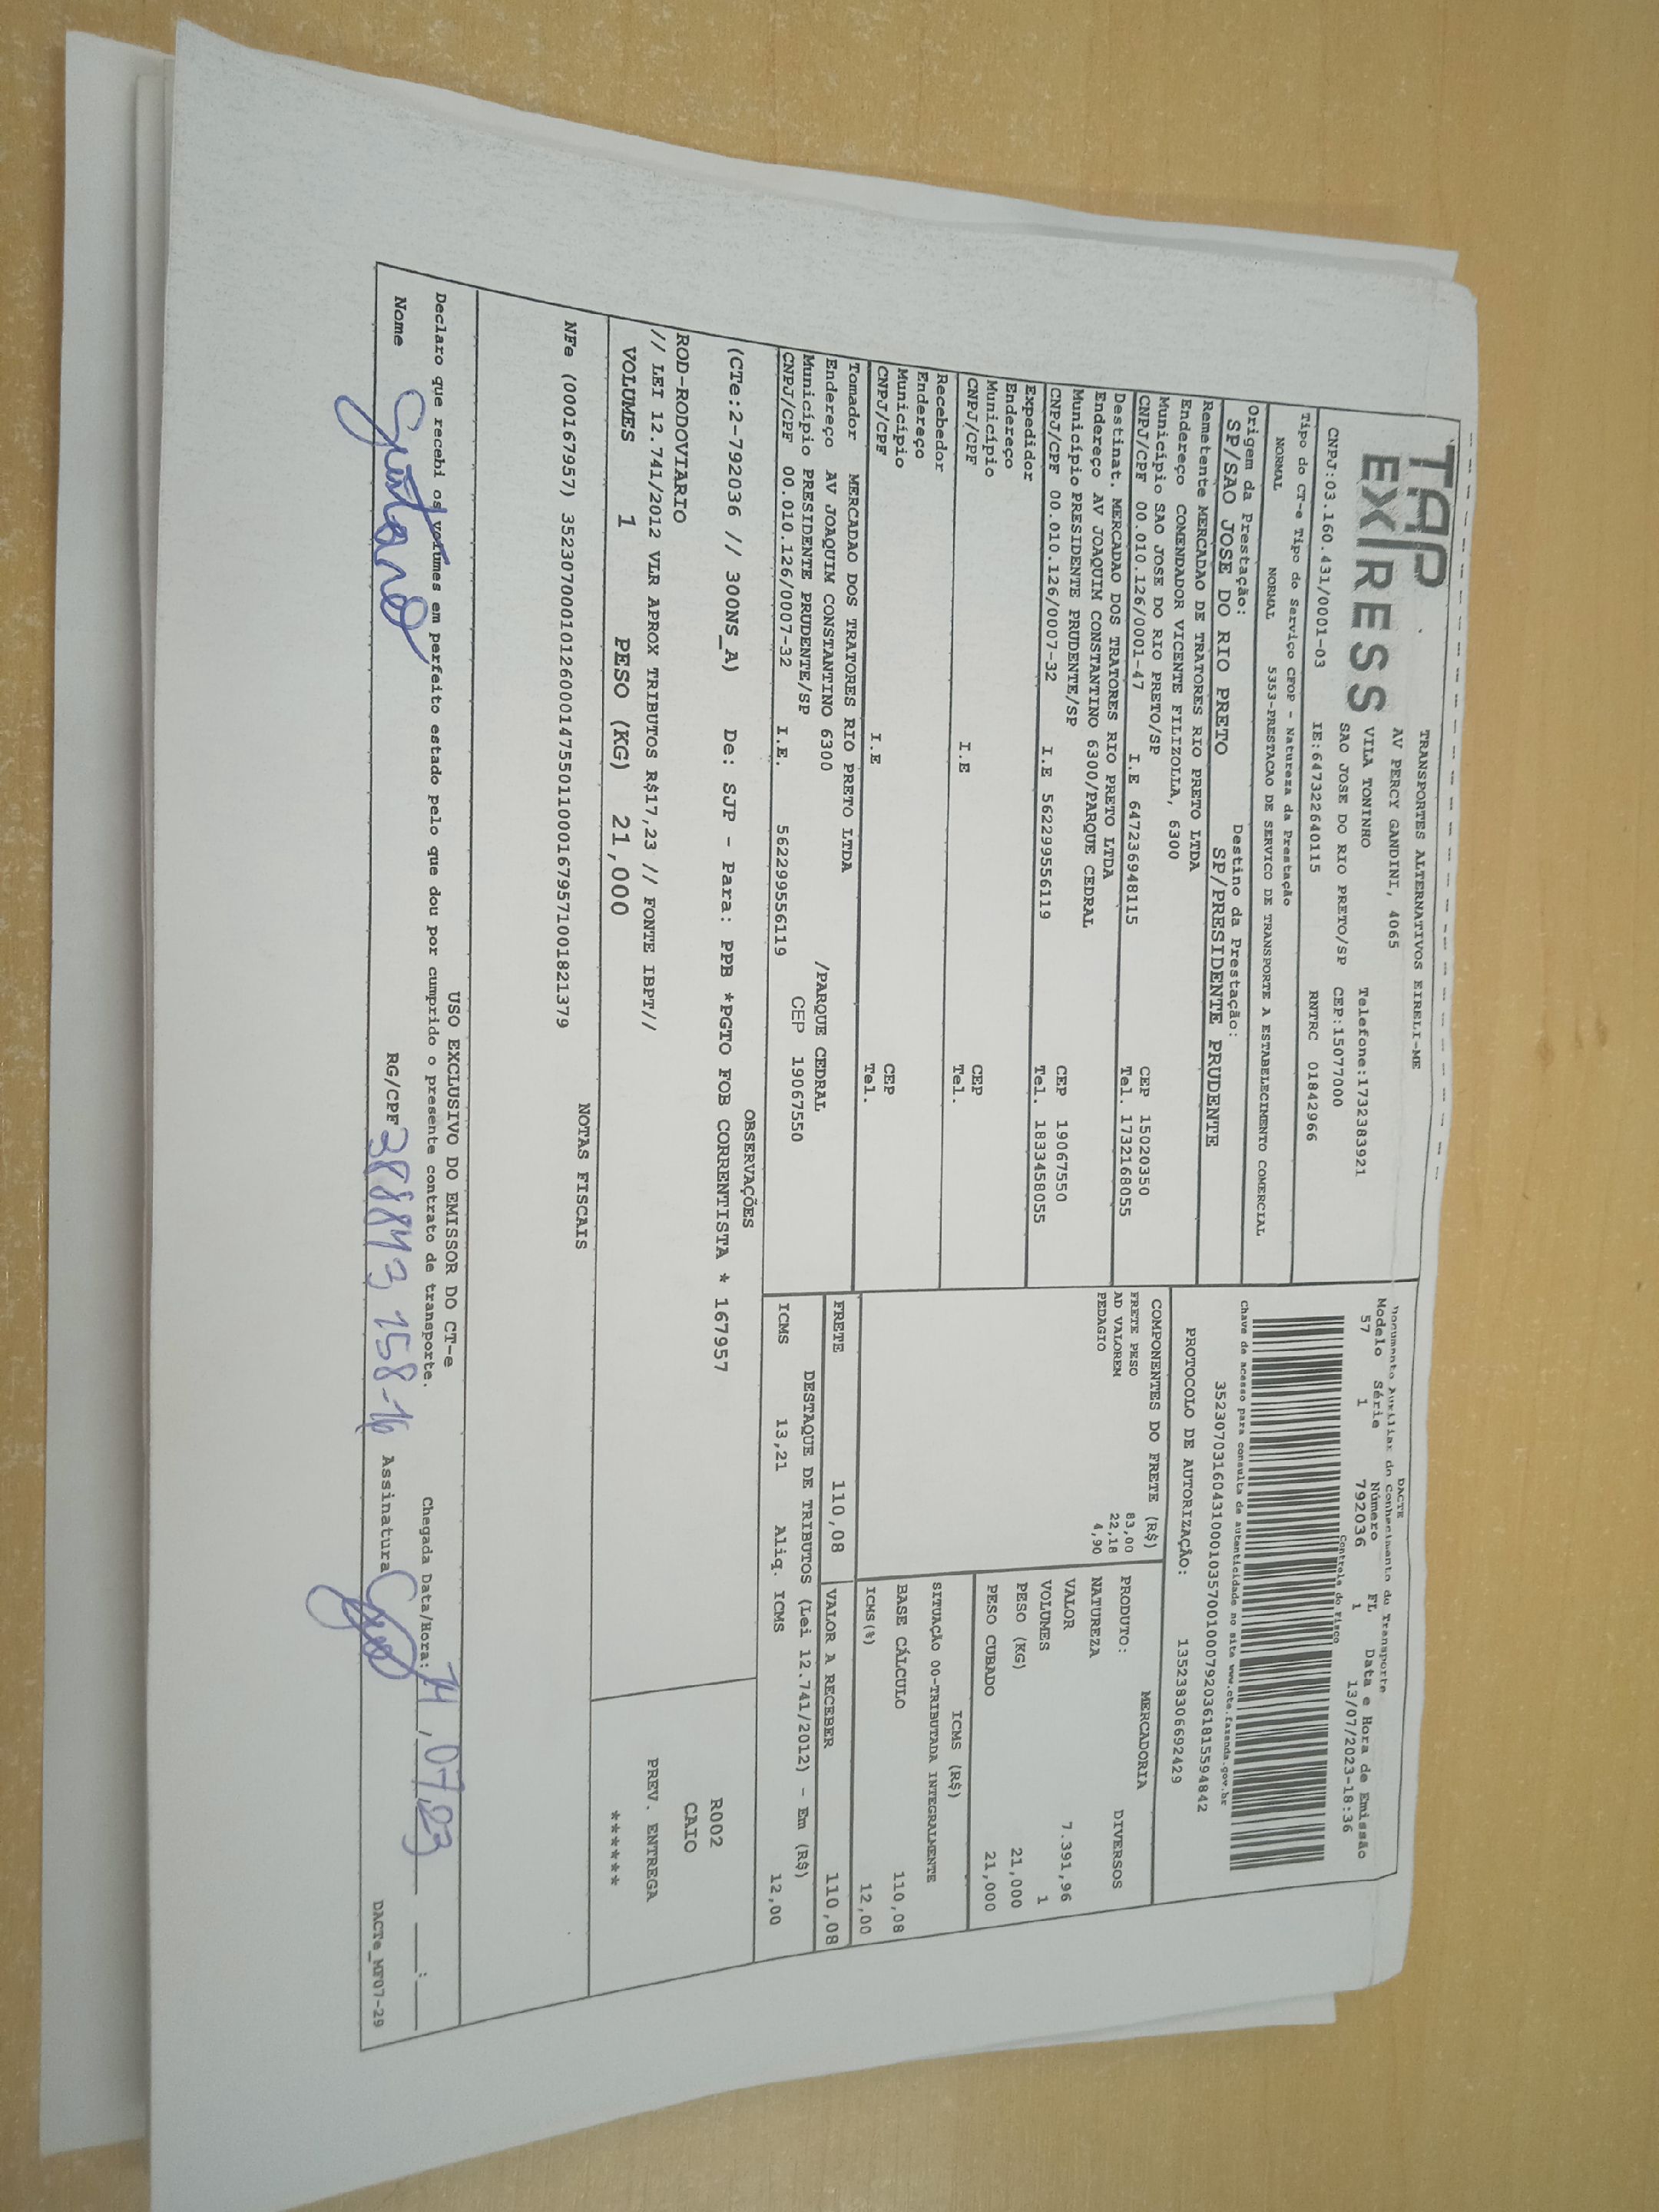 TAP EXPRESS
TRANSPORTES ALTERNATIVOS EIRELI-ME
AV PERCY GANDINI, 4065
VILA TONINHO Telefone:1732383921
SAO JOSE DO RIO PRETO/SP CEP:15077000
CNPJ:03.160.431/0001-03 IE:647322640115 RNTRC 01842966
DACTE
Documento Auxiliar do Conhecimento de Transporte
Modelo Série Número FL Data e Hora de Emissão
57 1 792036 1 13/07/2023-18:36
Controle do Fisco
Chave de acesso para consulta de autenticidade no site www.cte.fazenda.gov.br
35230703160431000103570010007920361815594842
PROTOCOLO DE AUTORIZAÇÃO: 135238306692429
Tipo do CT-e Tipo do Serviço CFOP - Natureza da Prestação
NORMAL NORMAL 5353-PRESTACAO DE SERVICO DE TRANSPORTE A ESTABELECIMENTO COMERCIAL
Origem da Prestação: Destino da Prestação:
SP/SAO JOSE DO RIO PRETO SP/PRESIDENTE PRUDENTE
Remetente MERCADAO DE TRATORES RIO PRETO LTDA
Endereço COMENDADOR VICENTE FILIZOLLA, 6300
Município SAO JOSE DO RIO PRETO/SP CEP 15020350
CNPJ/CPF 00.010.126/0001-47 I.E 647236948115 Tel. 1732168055
Destinat. MERCADAO DOS TRATORES RIO PRETO LTDA
Endereço AV JOAQUIM CONSTANTINO 6300/PARQUE CEDRAL
Município PRESIDENTE PRUDENTE/SP CEP 19067550
CNPJ/CPF 00.010.126/0007-32 I.E 562299556119 Tel. 1833458055
Expedidor
Endereço
Município CEP
CNPJ/CPF I.E Tel.
Recebedor
Endereço
Município CEP
CNPJ/CPF I.E Tel.
Tomador MERCADAO DOS TRATORES RIO PRETO LTDA
Endereço AV JOAQUIM CONSTANTINO 6300 /PARQUE CEDRAL
Município PRESIDENTE PRUDENTE/SP CEP 19067550
CNPJ/CPF 00.010.126/0007-32 I.E. 562299556119
COMPONENTES DO FRETE (R$)
FRETE PESO 83,00
AD VALOREM 22,18
PEDAGIO 4,90
MERCADORIA
PRODUTO: DIVERSOS
NATUREZA
VALOR 7.391,96
VOLUMES 1
PESO (KG) 21,000
PESO CUBADO 21,000
ICMS (R$)
SITUAÇÃO 00-TRIBUTADA INTEGRALMENTE
BASE CÁLCULO 110,08
ICMS(%) 12,00
FRETE 110,08 VALOR A RECEBER 110,08
DESTAQUE DE TRIBUTOS (Lei 12.741/2012) - Em (R$)
ICMS 13,21 Aliq. ICMS 12,00
OBSERVAÇÕES
(CTe:2-792036 // 300NS_A) De: SJP - Para: PPB *PGTO FOB CORRENTISTA * 167957
ROD-RODOVIARIO
// LEI 12.741/2012 VLR APROX TRIBUTOS R$17,23 // FONTE IBPT//
R002
CAIO
PREV. ENTREGA
******
VOLUMES 1 PESO (KG) 21,000
NOTAS FISCAIS
NFe (000167957) 35230700010126000147550110001679571001821379
USO EXCLUSIVO DO EMISSOR DO CT-e
Declaro que recebi os volumes em perfeito estado pelo que dou por cumprido o presente contrato de transporte.
Chegada Data/Hora: 14,07,23 __:__
Nome RG/CPF Assinatura
DACTe_MF07-29